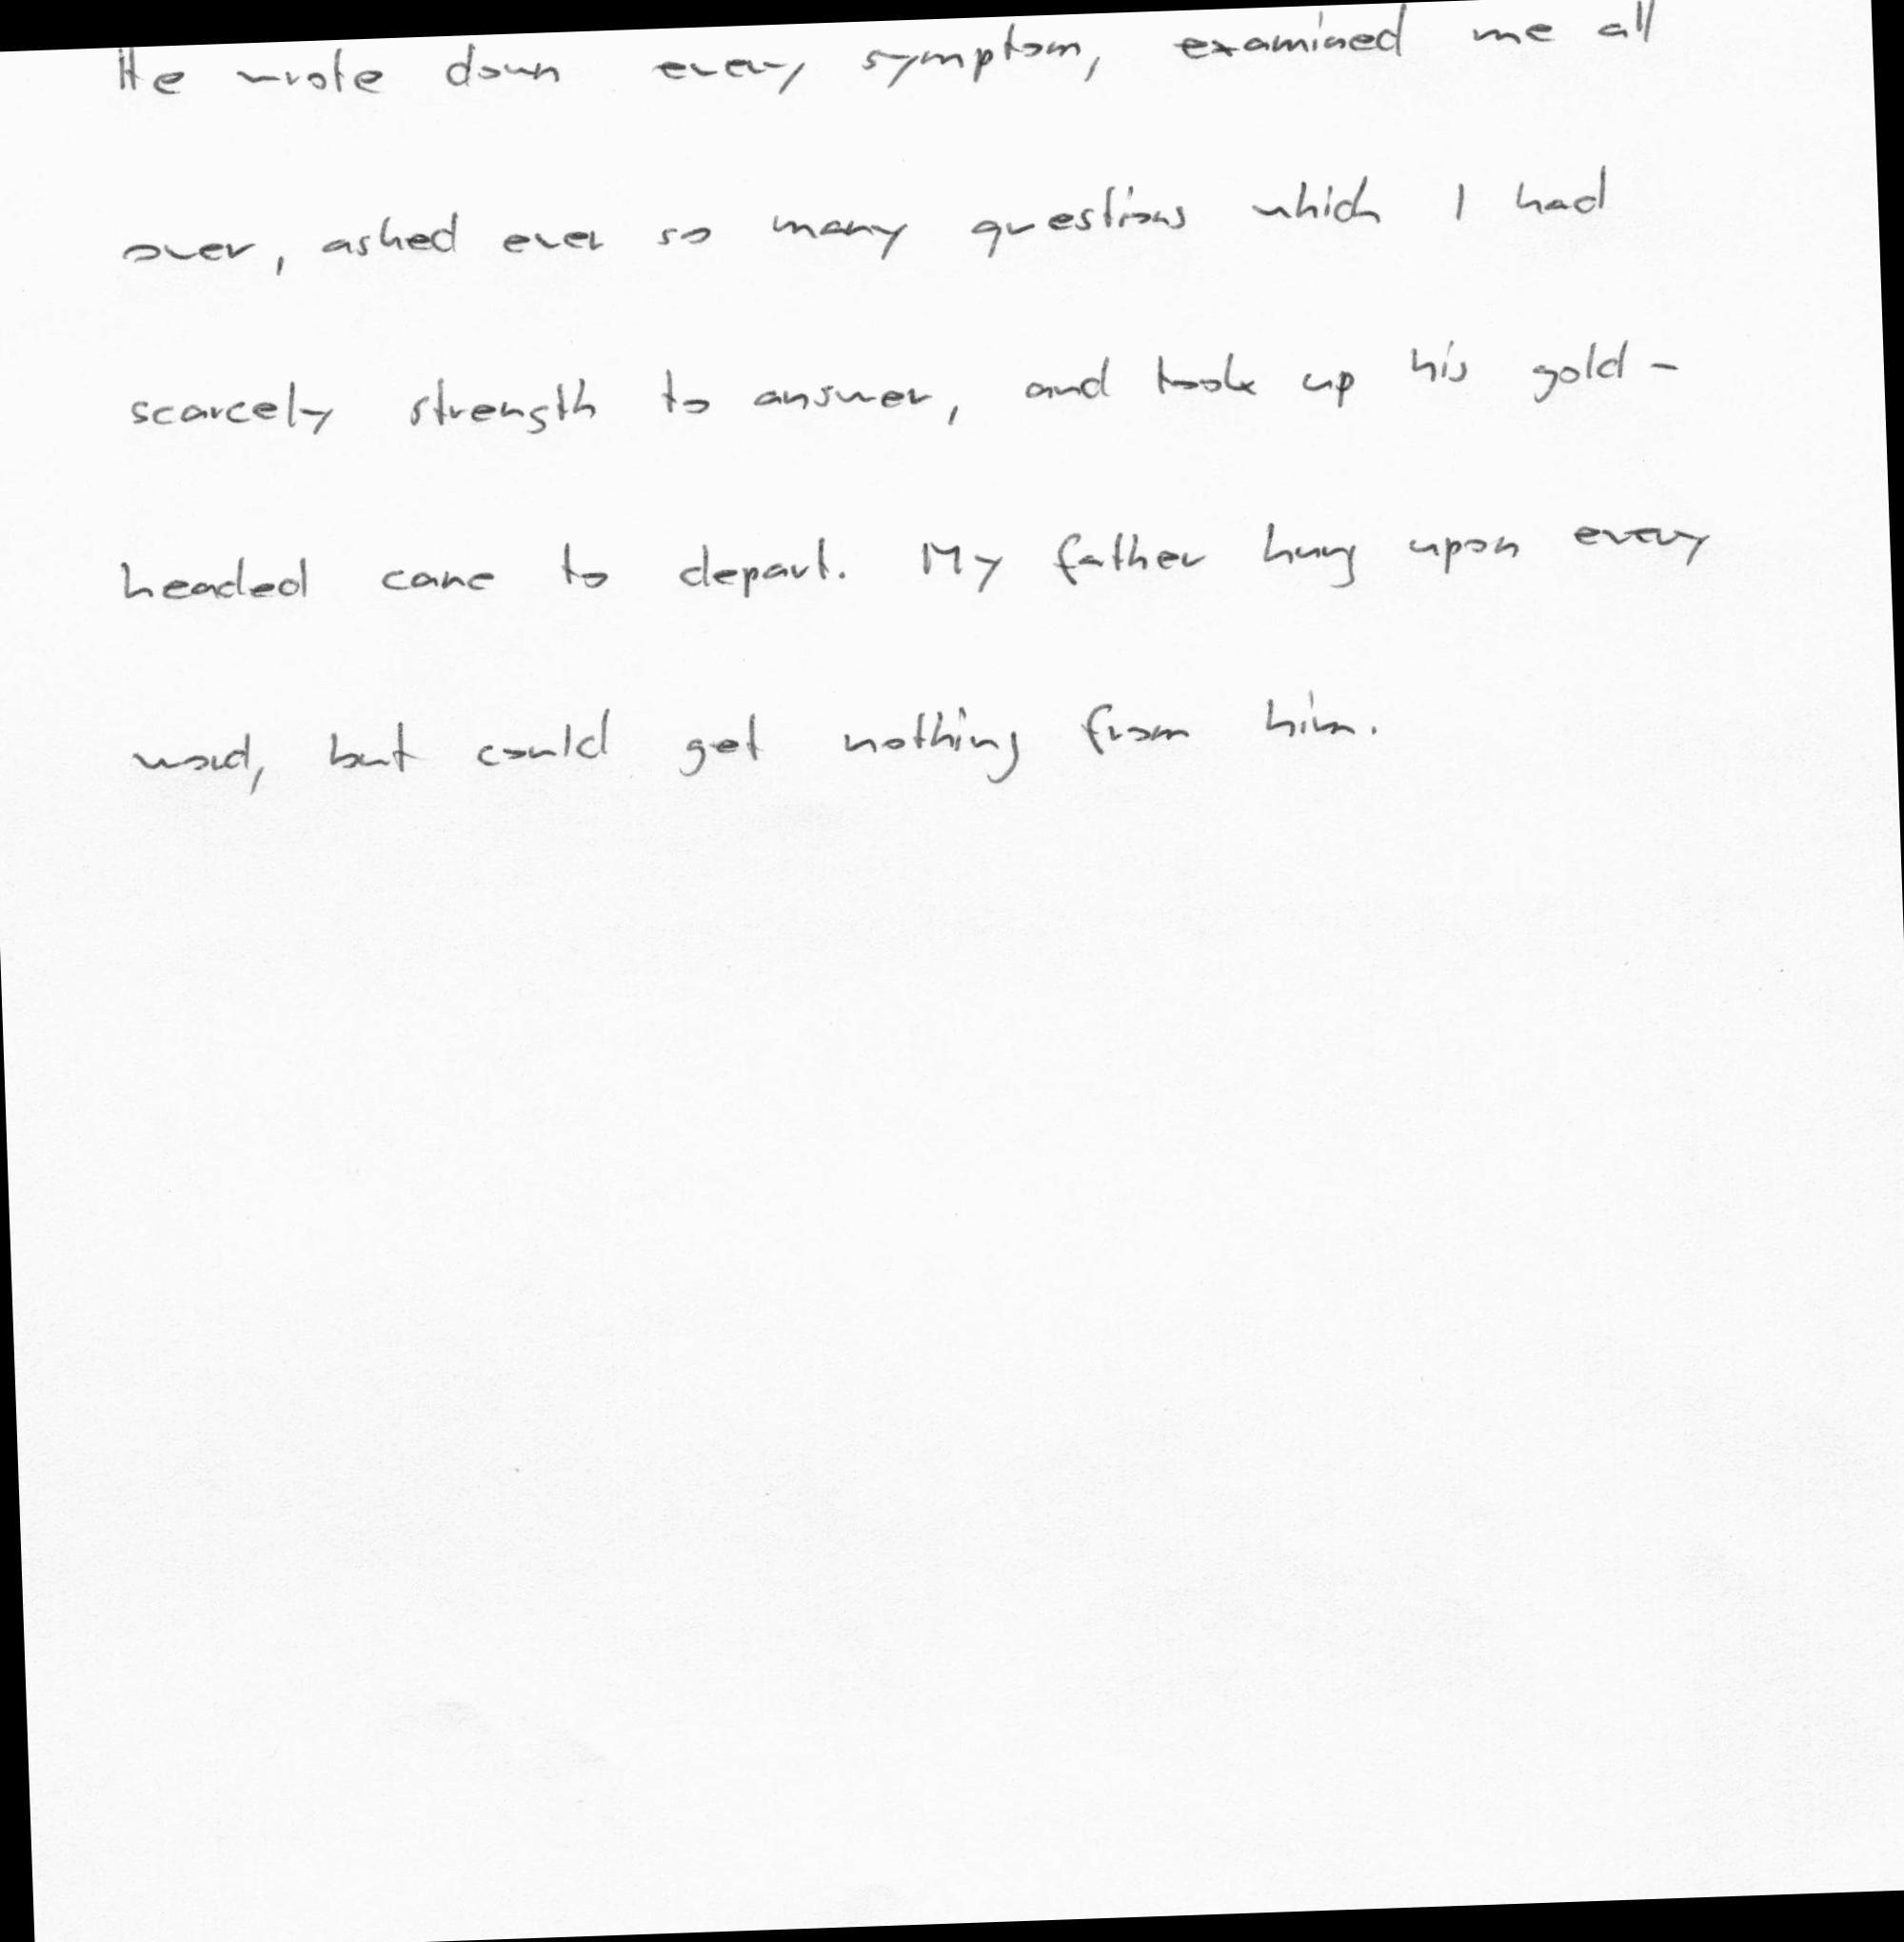 He wrote down every symptom, examined me all
over, asked ever so many questions which I had
scarcely strength to answer, and took up his gold-
headed cane to depart. My father hung upon every
word, but could get nothing from him.